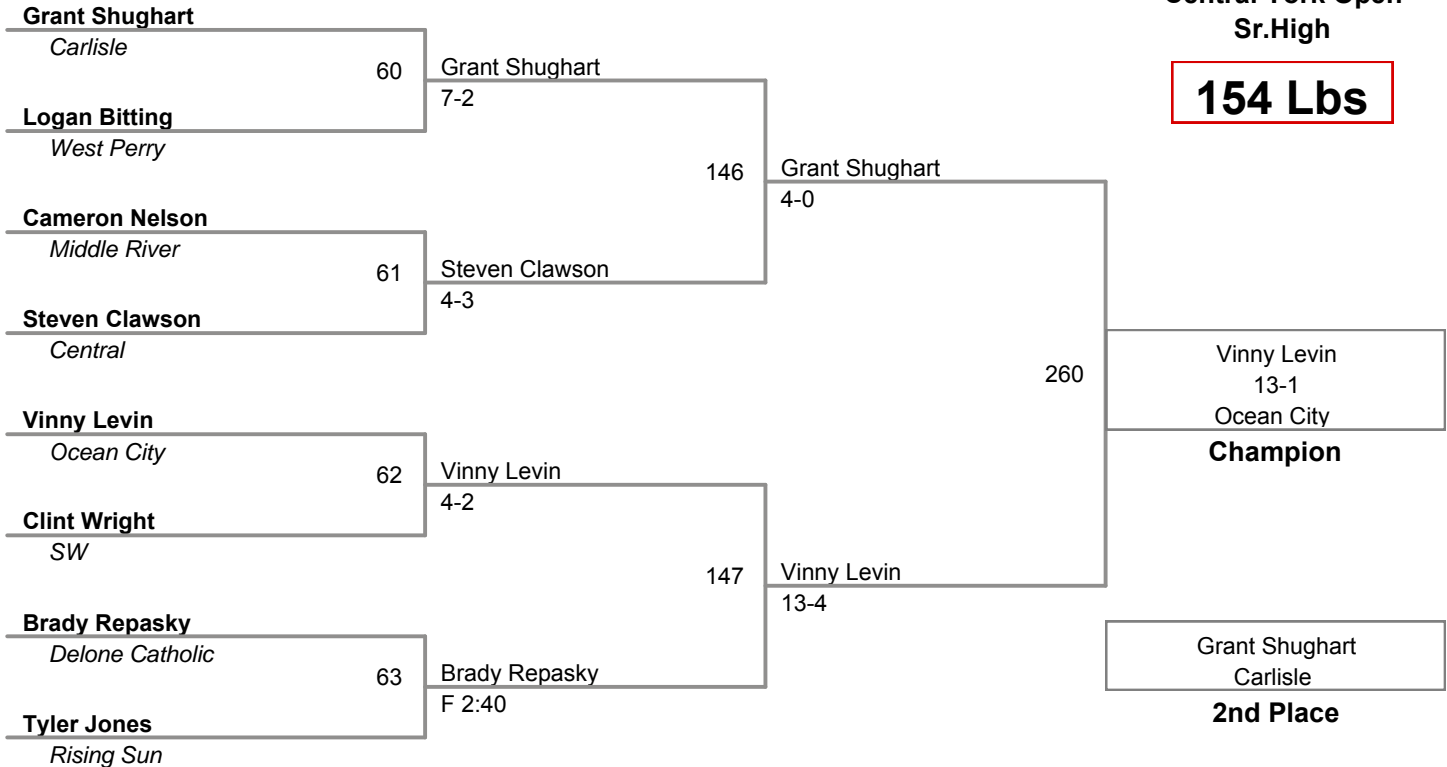 Sr.High
154 Lbs
Grant Shughart
Carlisle
60
Logan Bitting
West Perry
Grant Shughart
7-2
Cameron Nelson
Middle River
61
Steven Clawson
Central
Steven Clawson
4-3
146
Grant Shughart
4-0
Vinny Levin
Ocean City
62
Clint Wright
SW
Vinny Levin
4-2
Brady Repasky
Delone Catholic
63
Tyler Jones
Rising Sun
Brady Repasky
F 2:40
147
Vinny Levin
13-4
260
Vinny Levin
13-1
Ocean City
Champion
Grant Shughart
Carlisle
2nd Place